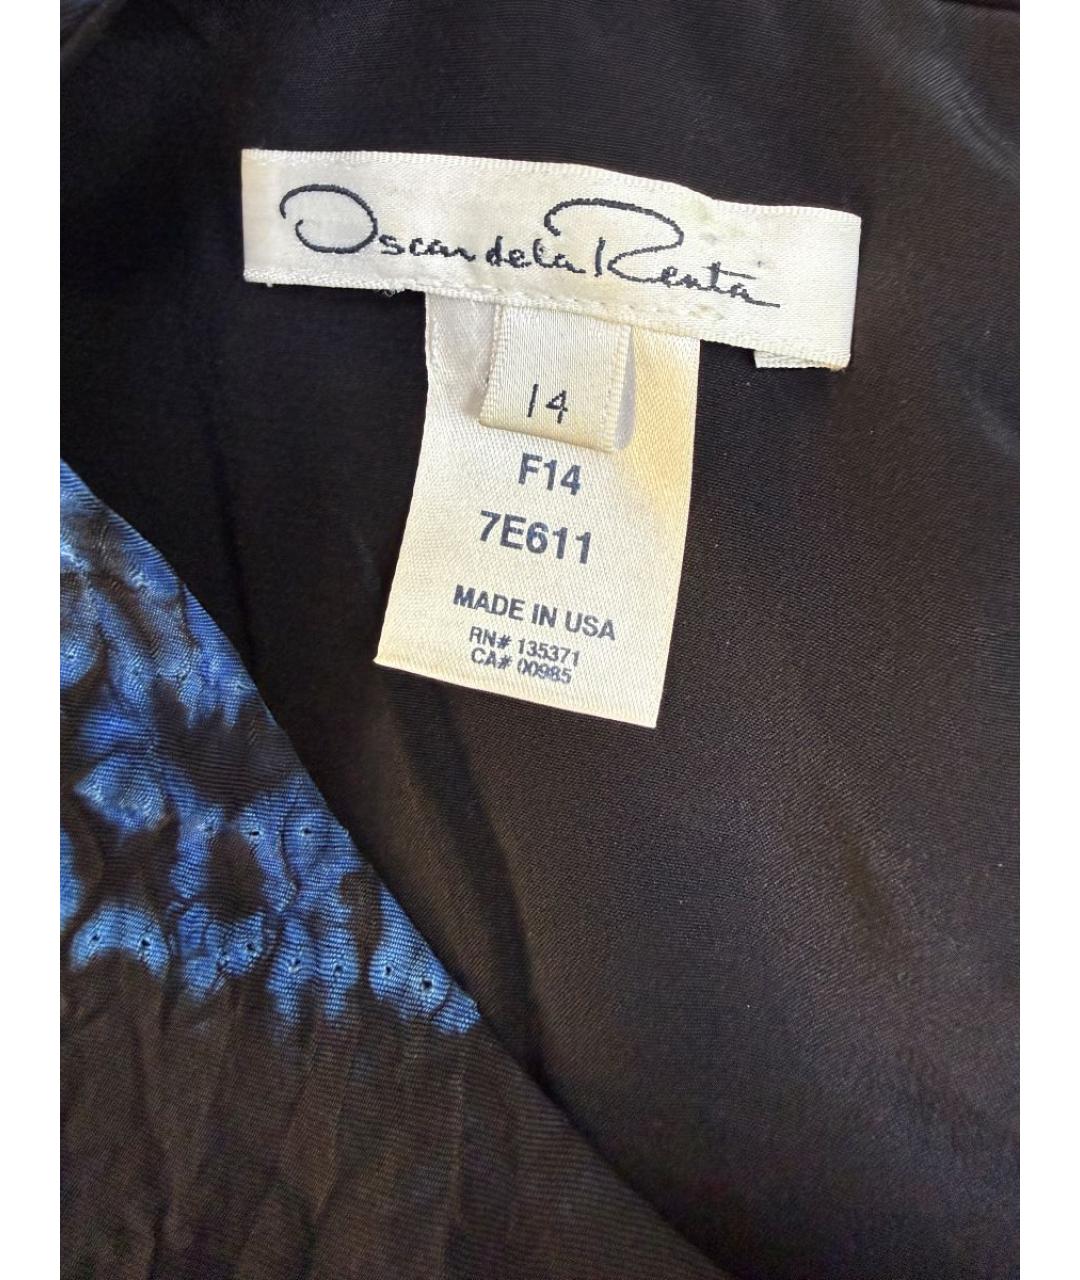 Oscar de la Renta
14
F14
7E611
MADE IN USA
RN# 135371
CA# 00985